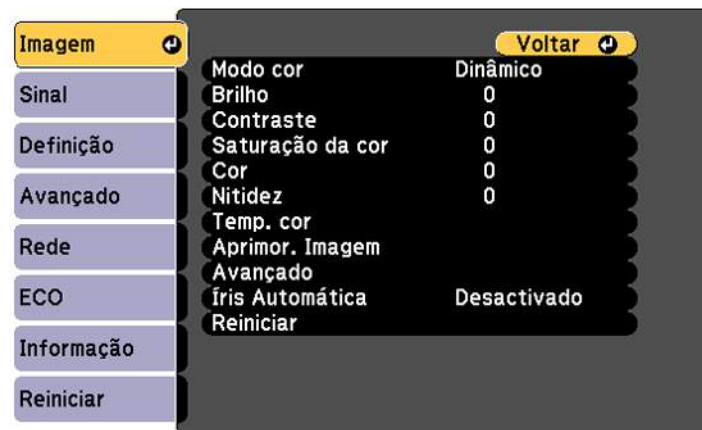 Imagem
Sinal
Definição
Avançado
Rede
ECO
Informação
Reiniciar
Voltar
Modo cor Dinâmico
Brilho 0
Contraste 0
Saturação da cor 0
Cor 0
Nitidez 0
Temp. cor
Aprimor. Imagem
Avançado
Íris Automática Desactivado
Reiniciar